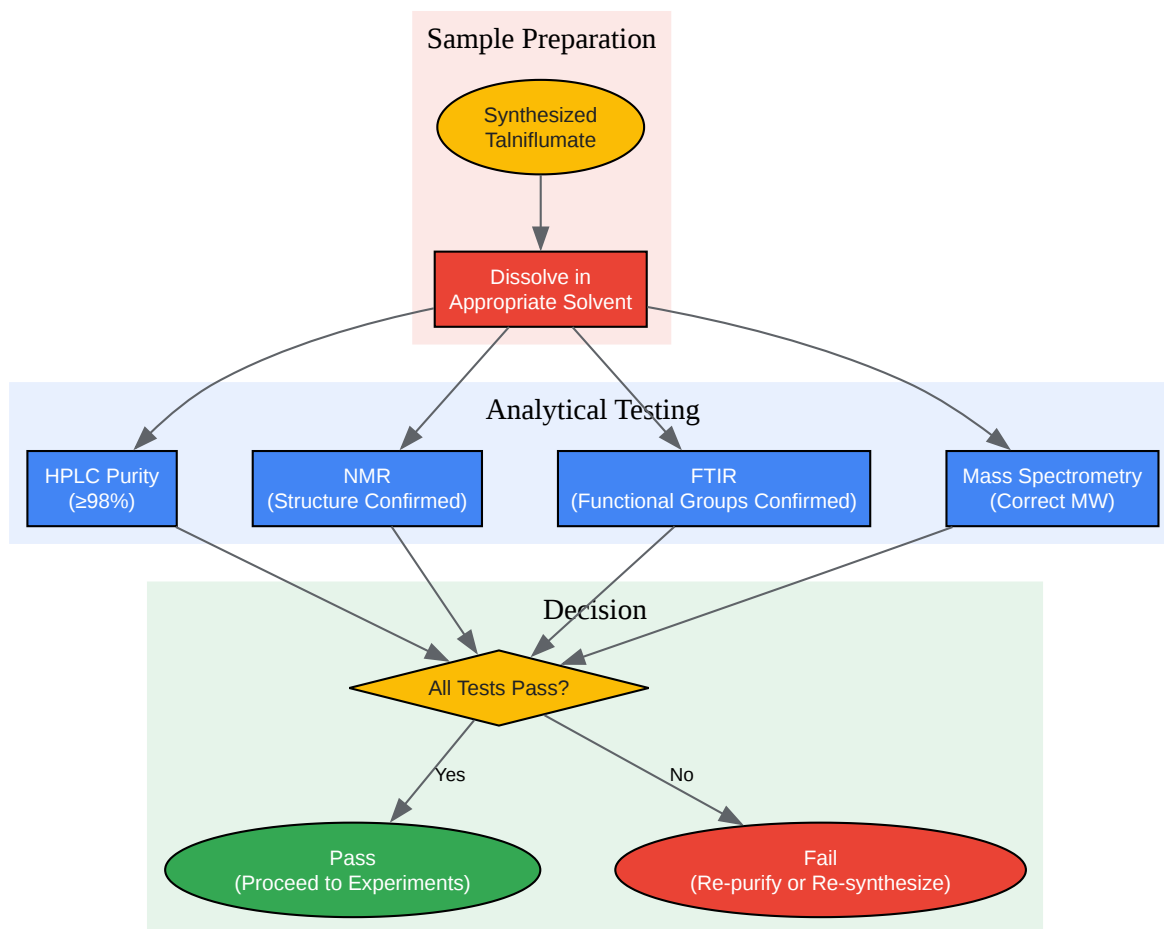 Sample Preparation
Synthesized
Talniflumate
Dissolve in
Appropriate Solvent
Analytical Testing
HPLC Purity
(≥98%)
NMR
(Structure Confirmed)
FTIR
(Functional Groups Confirmed)
Mass Spectrometry
(Correct MW)
Decision
All Tests Pass?
Yes
No
Pass
(Proceed to Experiments)
Fail
(Re-purify or Re-synthesize)